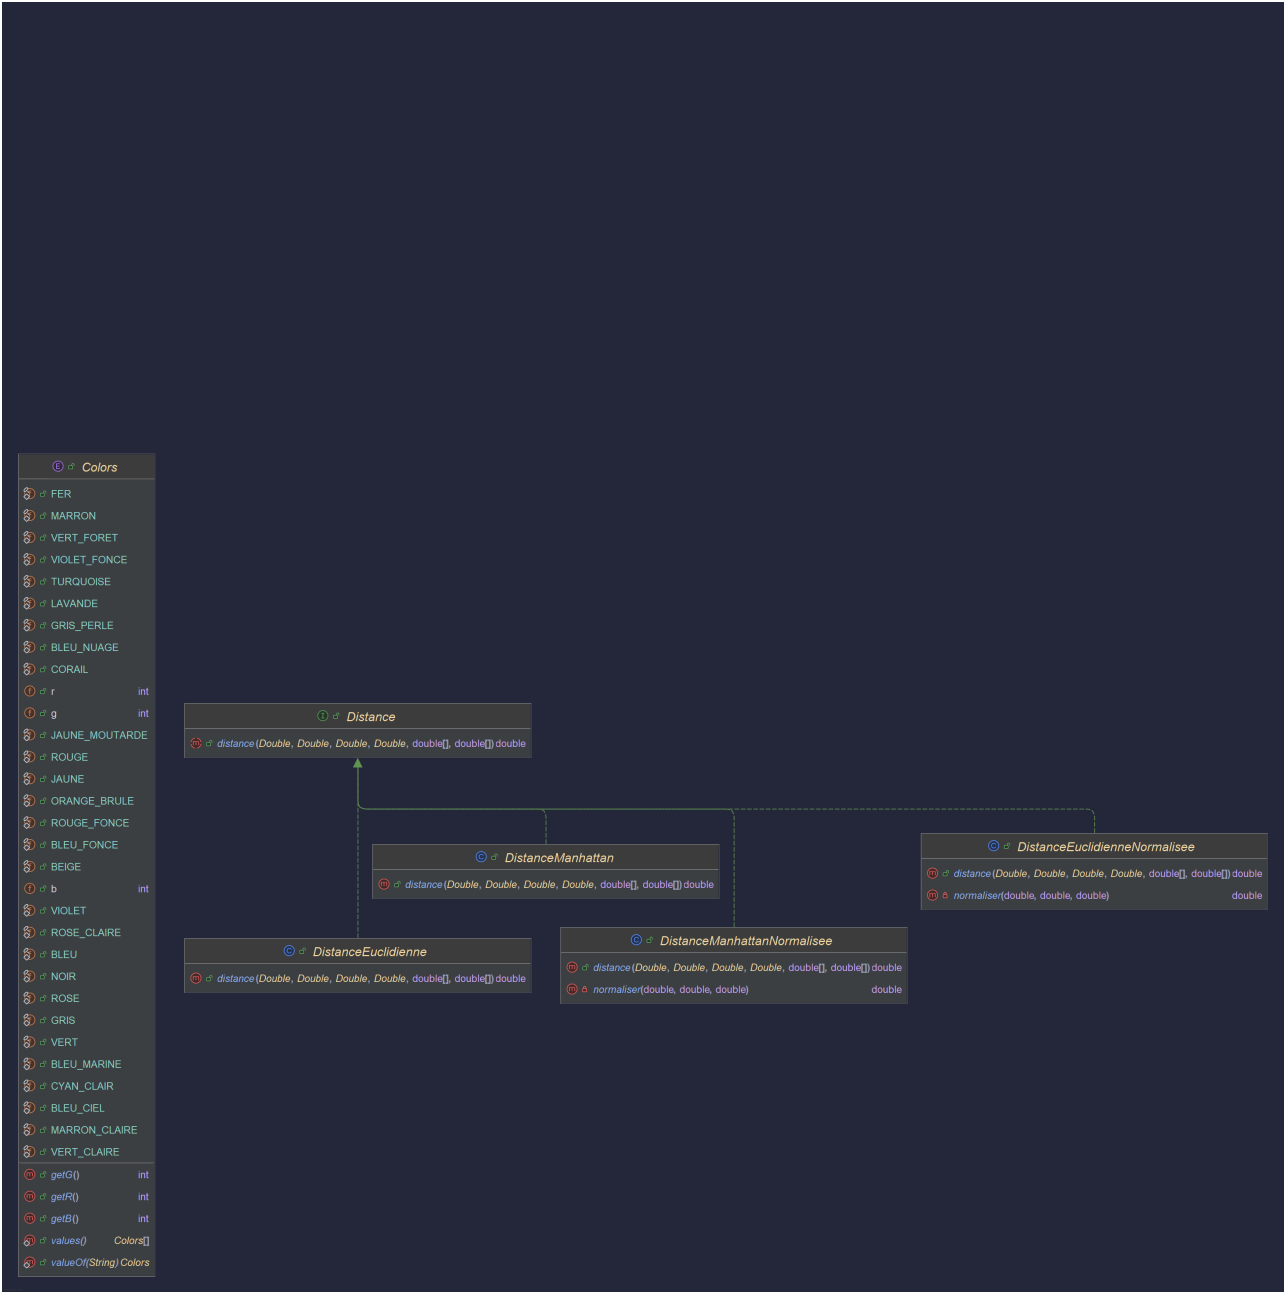 Colors
FER
MARRON
VERT_FORET
VIOLET_FONCE
TURQUOISE
LAVANDE
GRIS_PERLE
BLEU_NUAGE
CORAIL
r int
g int
JAUNE_MOUTARDE
ROUGE
JAUNE
ORANGE_BRULE
ROUGE_FONCE
BLEU_FONCE
BEIGE
b int
VIOLET
ROSE_CLAIRE
BLEU
NOIR
ROSE
GRIS
VERT
BLEU_MARINE
CYAN_CLAIR
BLEU_CIEL
MARRON_CLAIRE
VERT_CLAIRE
getG() int
getR() int
getB() int
values() Colors[]
valueOf(String) Colors
Distance
distance(Double, Double, Double, Double, double[], double[]) double
DistanceManhattan
distance(Double, Double, Double, Double, double[], double[]) double
DistanceEuclidienneNormalisee
distance(Double, Double, Double, Double, double[], double[]) double
normaliser(double, double, double) double
DistanceEuclidienne
distance(Double, Double, Double, Double, double[], double[]) double
DistanceManhattanNormalisee
distance(Double, Double, Double, Double, double[], double[]) double
normaliser(double, double, double) double